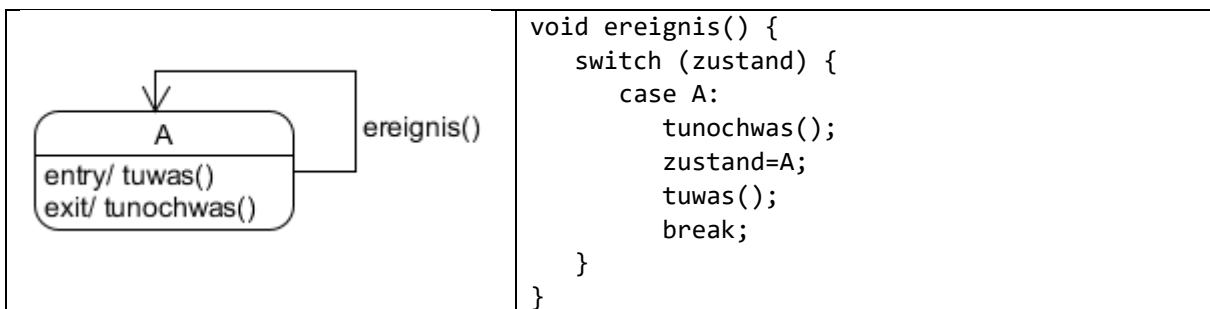 A
entry/ tuwas()
exit/ tunochwas()
ereignis()
void ereignis() {
   switch (zustand) {
      case A:
         tunochwas();
         zustand=A;
         tuwas();
         break;
   }
}